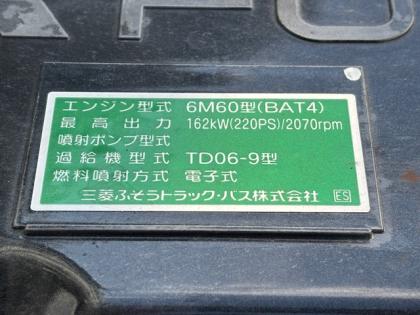 エンジン型式 6M60型(BAT4)
最高出力 162kW(220PS)/2070rpm
噴射ポンプ型式
過給機型式 TD06-9型
燃料噴射方式 電子式
三菱ふそうトラック・バス株式会社 ES